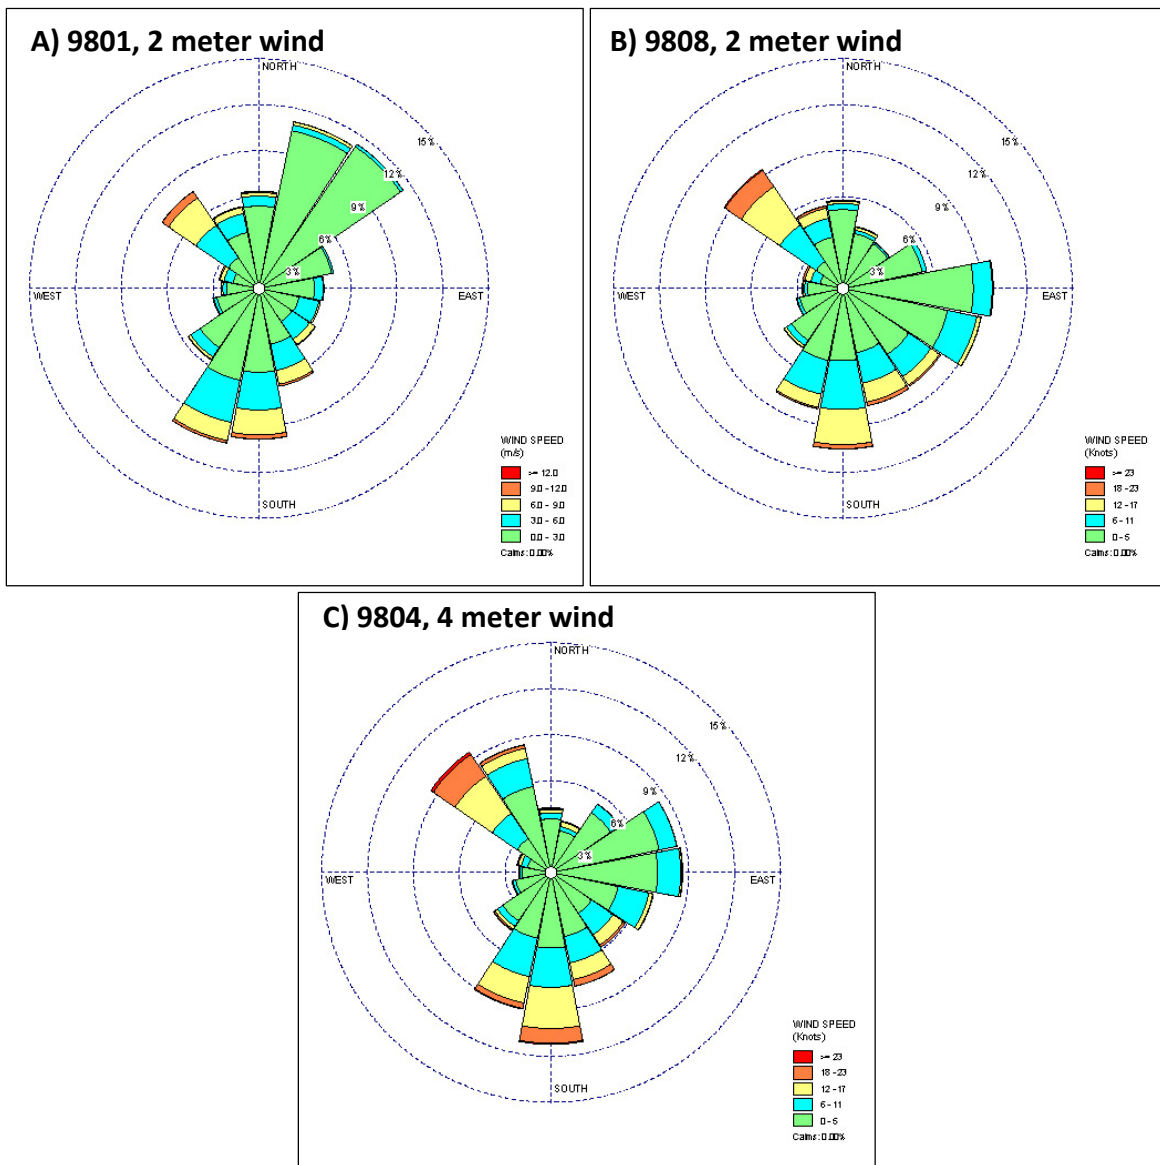 A) 9801, 2 meter wind
NORTH
15%
12%
9%
6%
3%
WEST
EAST
SOUTH
WIND SPEED
(m/s)
>= 12.0
9.0 - 12.0
6.0 - 9.0
3.0 - 6.0
0.0 - 3.0
Calms: 0.00%
B) 9808, 2 meter wind
NORTH
15%
12%
9%
6%
3%
WEST
EAST
SOUTH
WIND SPEED
(Knots)
>= 23
18 - 23
12 - 17
6 - 11
0 - 5
Calms: 0.00%
C) 9804, 4 meter wind
NORTH
15%
12%
9%
6%
3%
WEST
EAST
SOUTH
WIND SPEED
(Knots)
>= 23
18 - 23
12 - 17
6 - 11
0 - 5
Calms: 0.00%